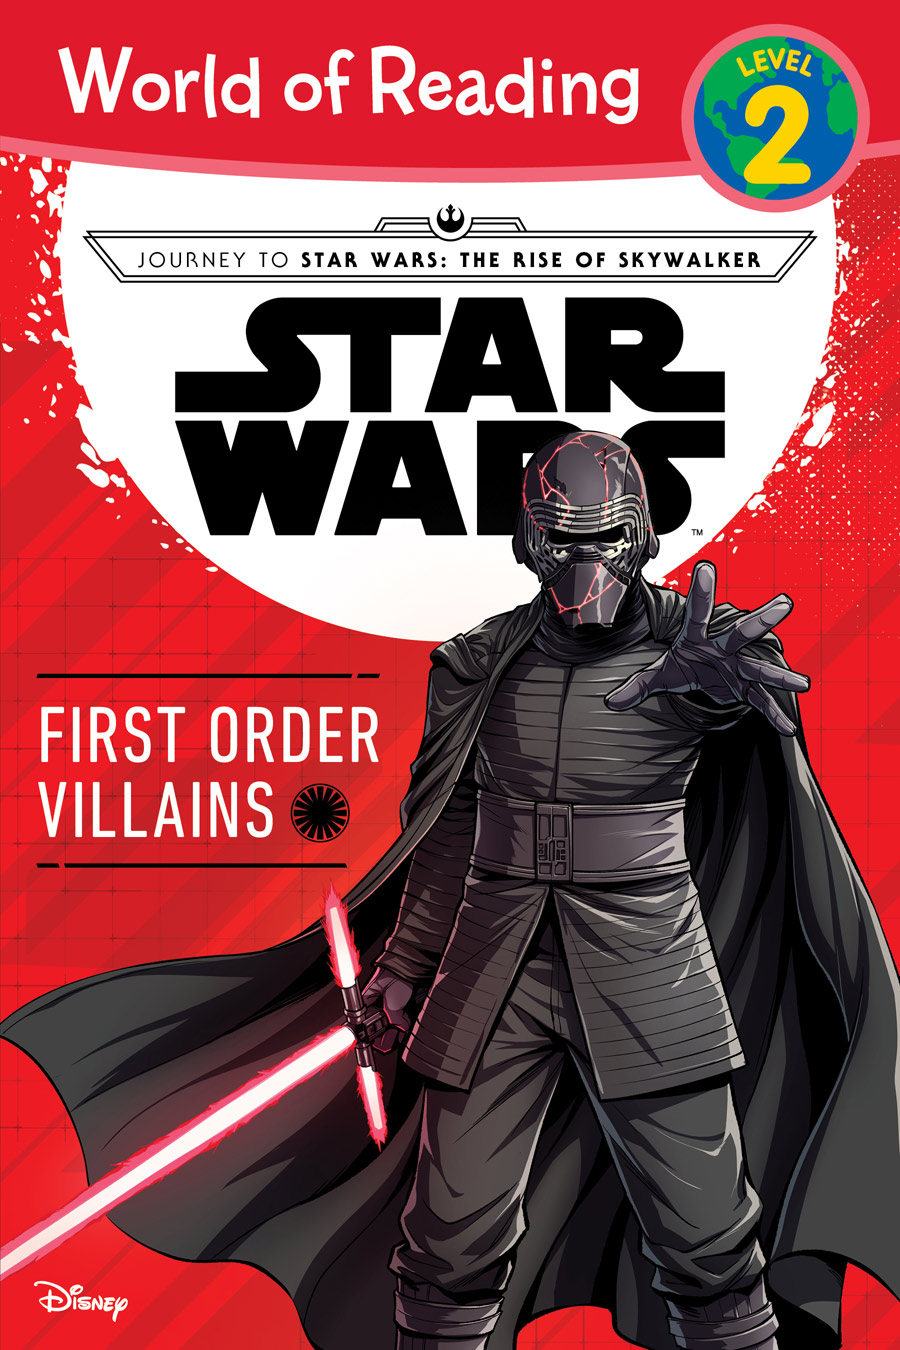 World of Reading
LEVEL
2
JOURNEY TO STAR WARS: THE RISE OF SKYWALKER
STAR
WARS
™
FIRST ORDER
VILLAINS
Disney